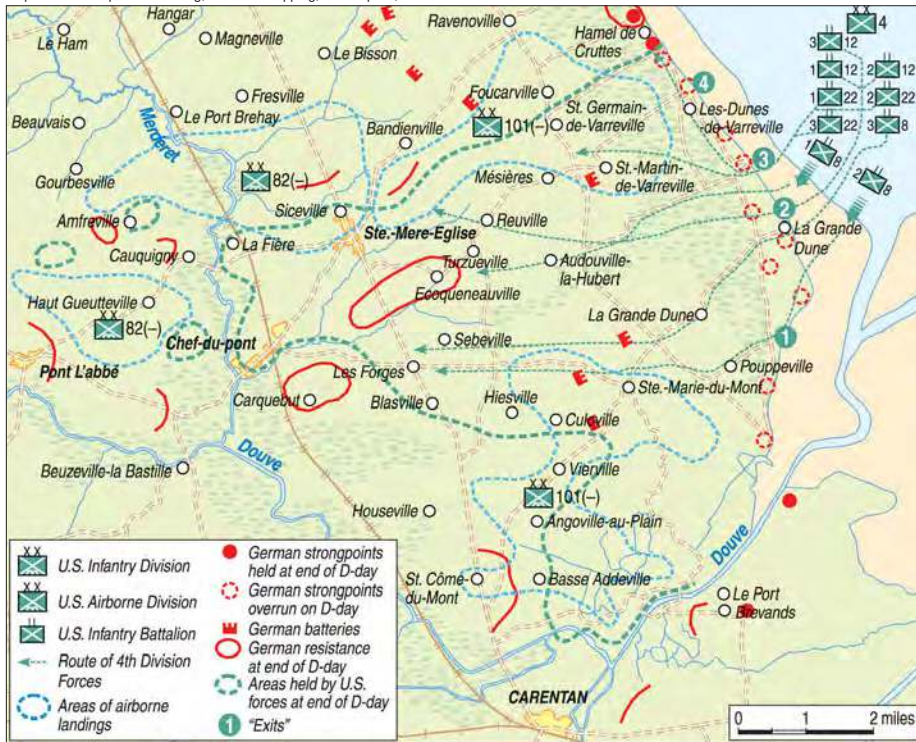 Hangar
Ravenoville
Hamel de
Cruttes
4
Le Ham
Magneville
Le Bisson
3 12
1 12
2 12
Foucarville
4
Fresville
Le Port Brehay
101(–)
St. Germain-
de-Varreville
Les-Dunes
-de-Varreville
1 22
2 22
3 22
3 8
Beauvais
Merderet
Bandienville
3
1 8
2 8
Gourbesville
82(–)
Mésières
St.-Martin-
de-Varreville
Amfreville
Siceville
Ste.-Mere-Eglise
Reuville
2
La Grande
Dune
La Fière
Cauquigny
Turzueville
Audouville-
la-Hubert
Ecoqueneauville
Haut Gueutteville
La Grande Dune
82(–)
Chef-du-pont
Sebeville
1
Pont L'abbé
Les Forges
Pouppeville
Carquebut
Blasville
Hiesville
Ste.-Marie-du-Mont
Culoville
Beuzeville-la Bastille
Douve
Vierville
101(–)
Houseville
Angoville-au-Plain
Douve
St. Cômé-
du-Mont
Basse Addeville
Le Port
Brevands
CARENTAN
XX
U.S. Infantry Division
XX
U.S. Airborne Division
U.S. Infantry Battalion
Route of 4th Division
Forces
Areas of airborne
landings
German strongpoints
held at end of D-day
German strongpoints
overrun on D-day
German batteries
German resistance
at end of D-day
Areas held by U.S.
forces at end of D-day
1 "Exits"
0 1 2 miles